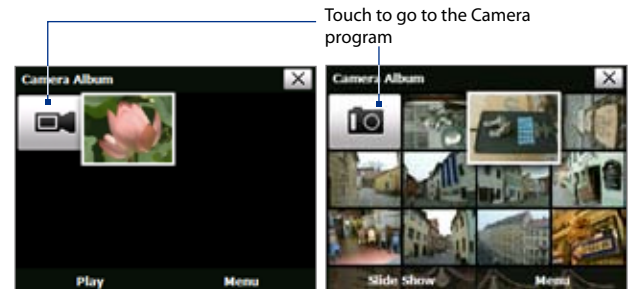 Touch to go to the Camera
program
Camera Album
Camera Album
Play
Menu
Slide Show
Menu